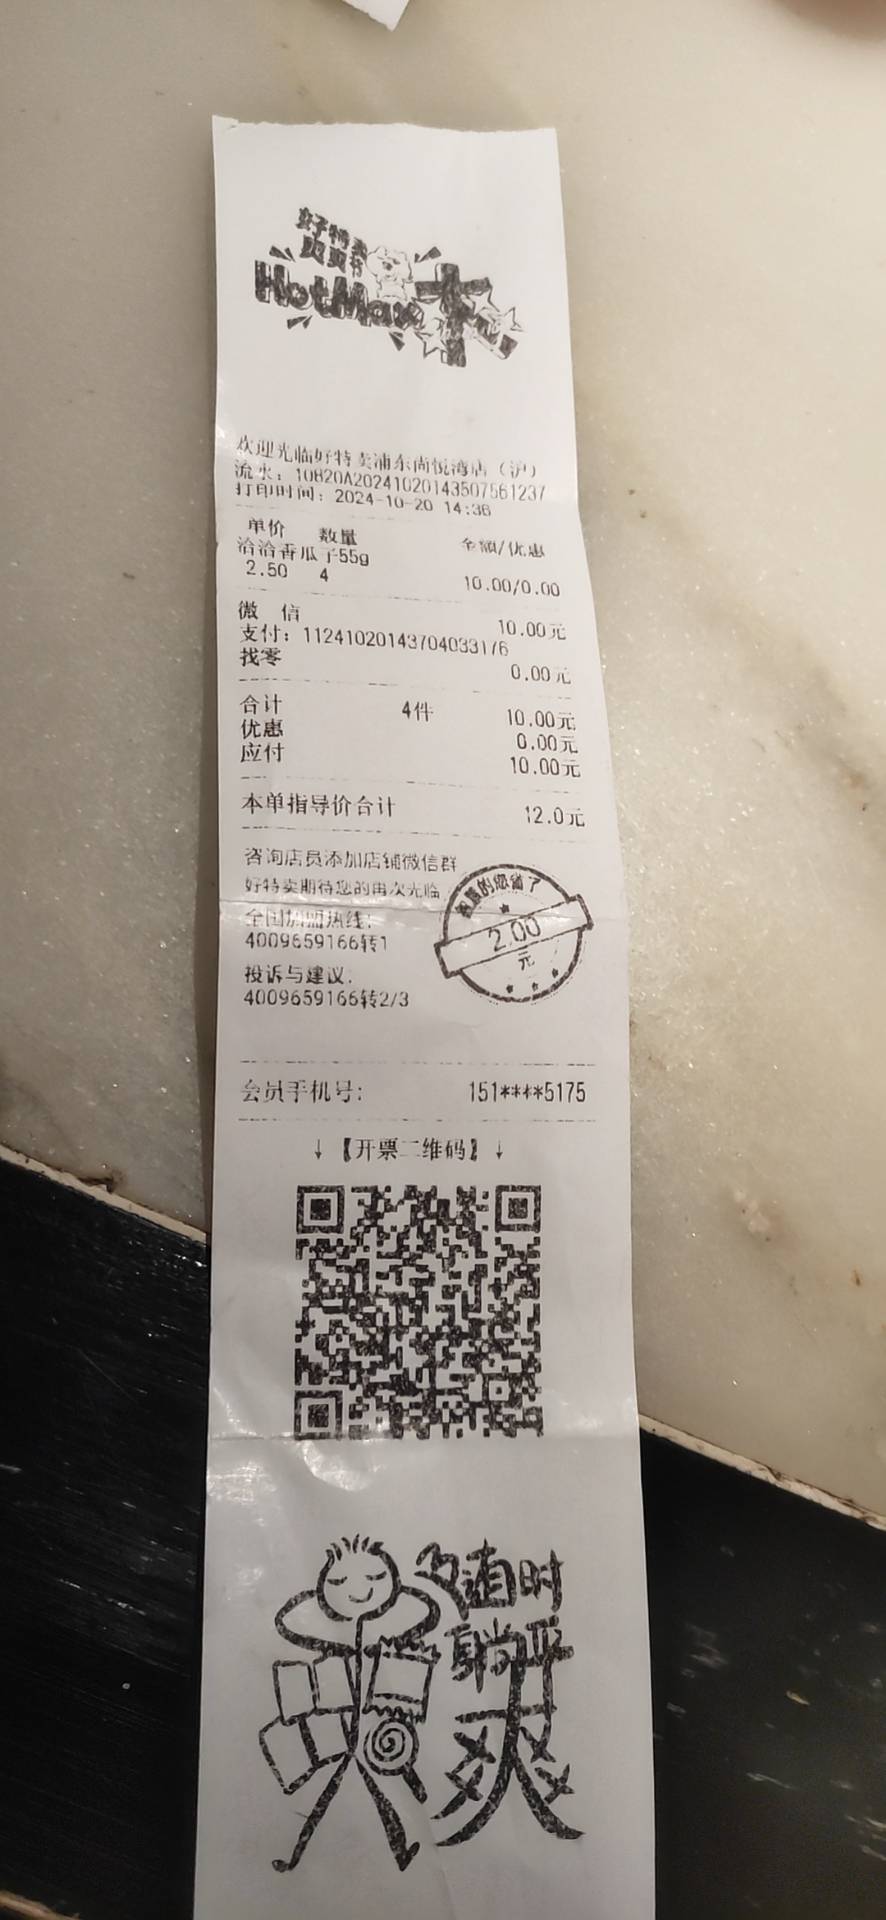 好特卖
HotMaxx
欢迎光临好特卖浦东尚悦湾店（沪）
流水：10820A20241020143507561237
打印时间：2024-10-20 14:36
单价 数量 金额/优惠
洽洽香瓜子55g
2.50 4 10.00/0.00
微 信 10.00元
支付：11241020143704033176
找零 0.00元
合计 4件 10.00元
优惠 0.00元
应付 10.00元
本单指导价合计 12.0元
咨询店员添加店铺微信群
好特卖期待您的再次光临
全国加盟热线：
4009659166转1
投诉与建议：
4009659166转2/3
的您省了
2.00
元
会员手机号： 151****5175
↓【开票二维码】↓
随时
躺平
爽